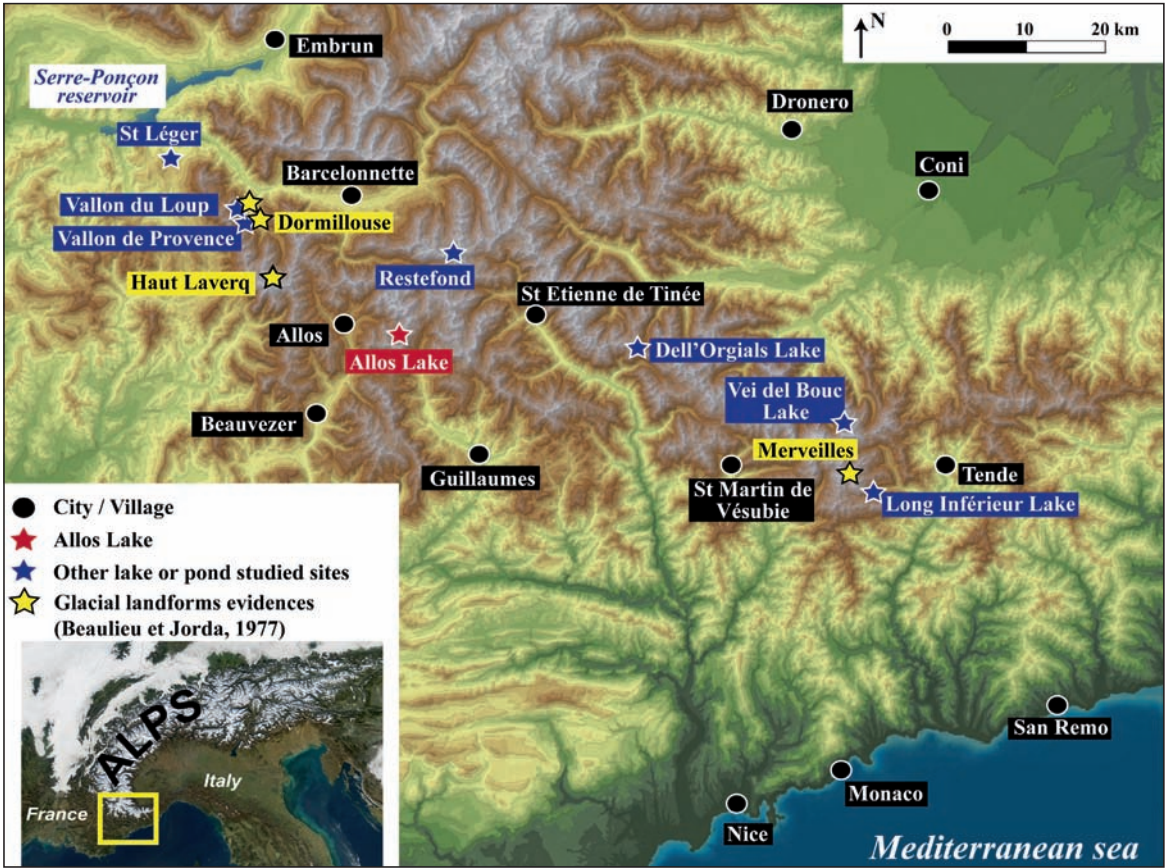 N
0 10 20 km
Embrun
Serre-Ponçon
reservoir
Dronero
St Léger
Barcelonnette
Coni
Vallon du Loup
Dormillouse
Vallon de Provence
Restefond
Haut Laverq
St Etienne de Tinée
Allos
Allos Lake
Dell'Orgials Lake
Vei del Bouc
Lake
Beauvezer
Merveilles
Guillaumes
St Martin de
Vésubie
Tende
Long Inférieur Lake
City / Village
Allos Lake
Other lake or pond studied sites
Glacial landforms evidences
(Beaulieu et Jorda, 1977)
ALPS
Italy
France
San Remo
Monaco
Nice
Mediterranean sea